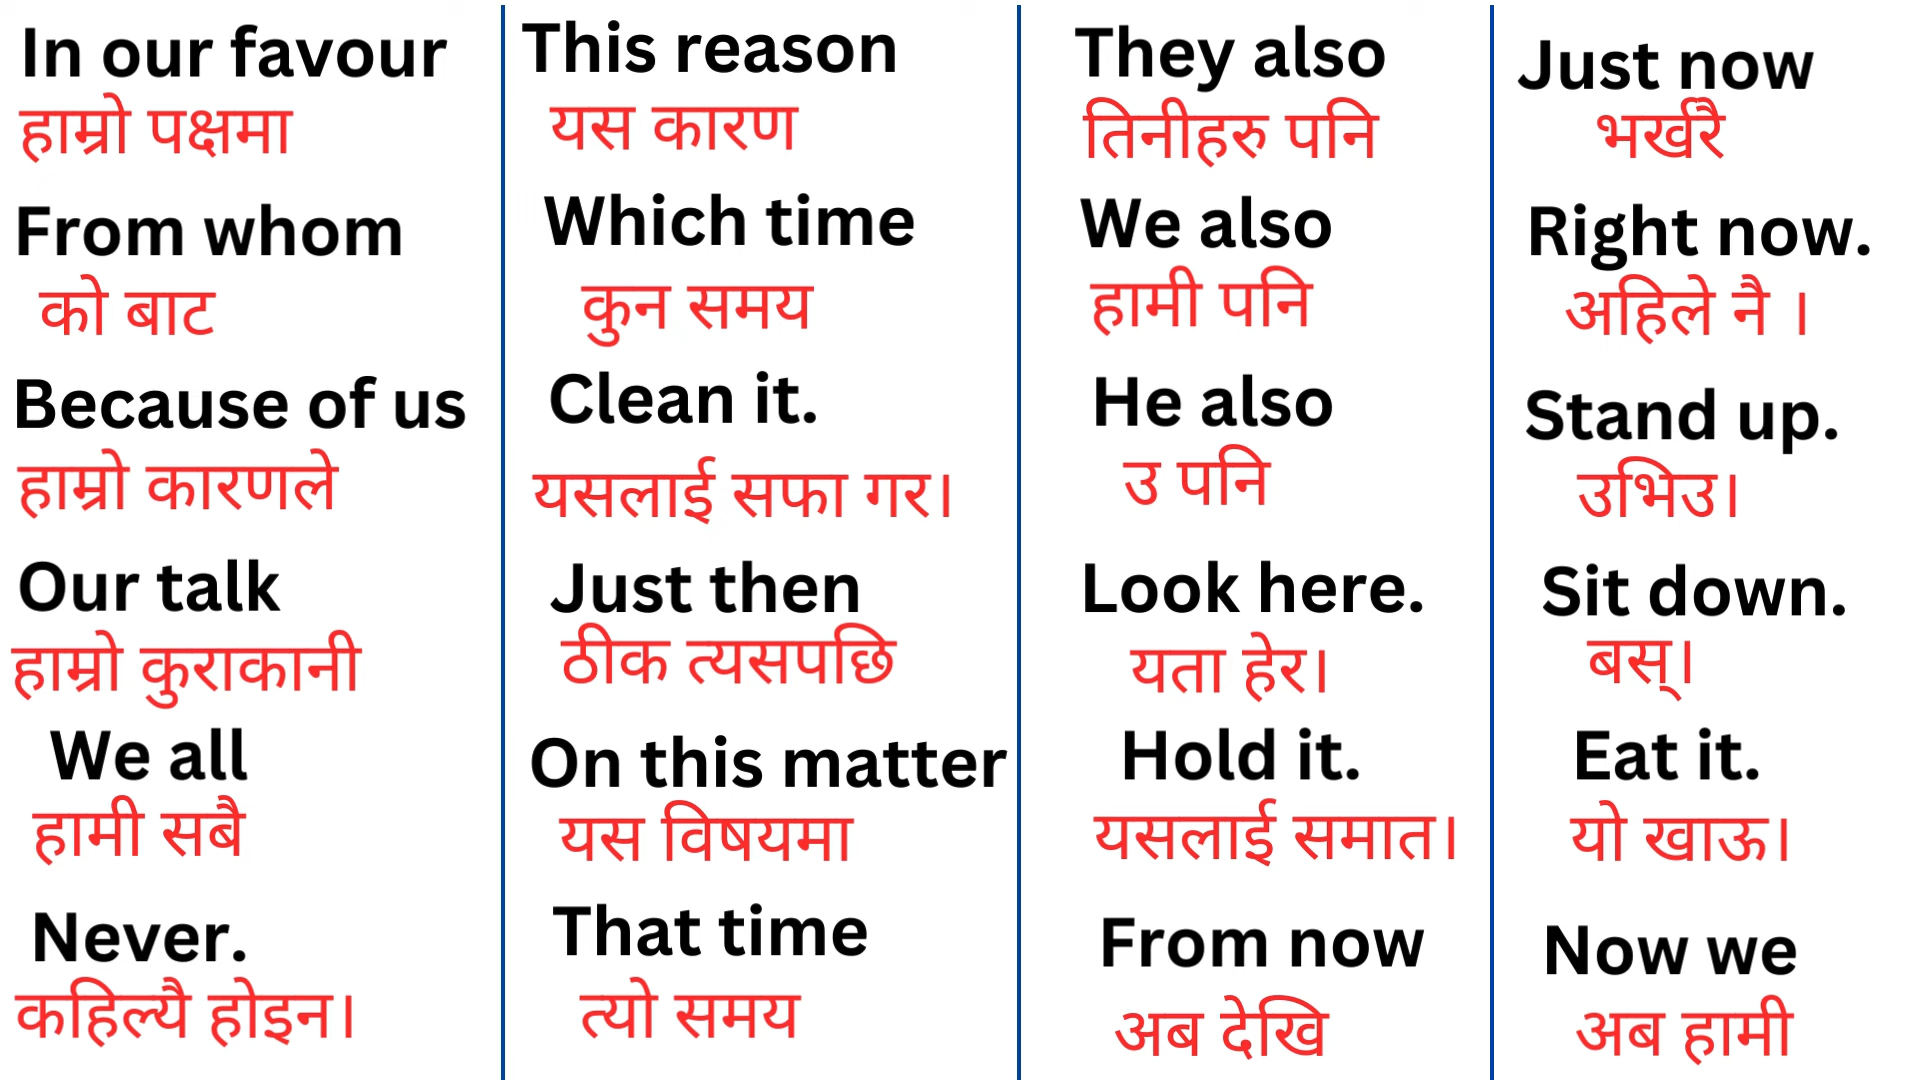 In our favour
हाम्रो पक्षमा
From whom
को बाट
Because of us
हाम्रो कारणले
Our talk
हाम्रो कुराकानी
We all
हामी सबै
Never.
कहिल्यै होइन।
This reason
यस कारण
Which time
कुन समय
Clean it.
यसलाई सफा गर।
Just then
ठीक त्यसपछि
On this matter
यस विषयमा
That time
त्यो समय
They also
तिनीहरु पनि
We also
हामी पनि
He also
उ पनि
Look here.
यता हेर।
Hold it.
यसलाई समात।
From now
अब देखि
Just now
भर्खरै
Right now.
अहिले नै ।
Stand up.
उभिउ।
Sit down.
बस्।
Eat it.
यो खाऊ।
Now we
अब हामी